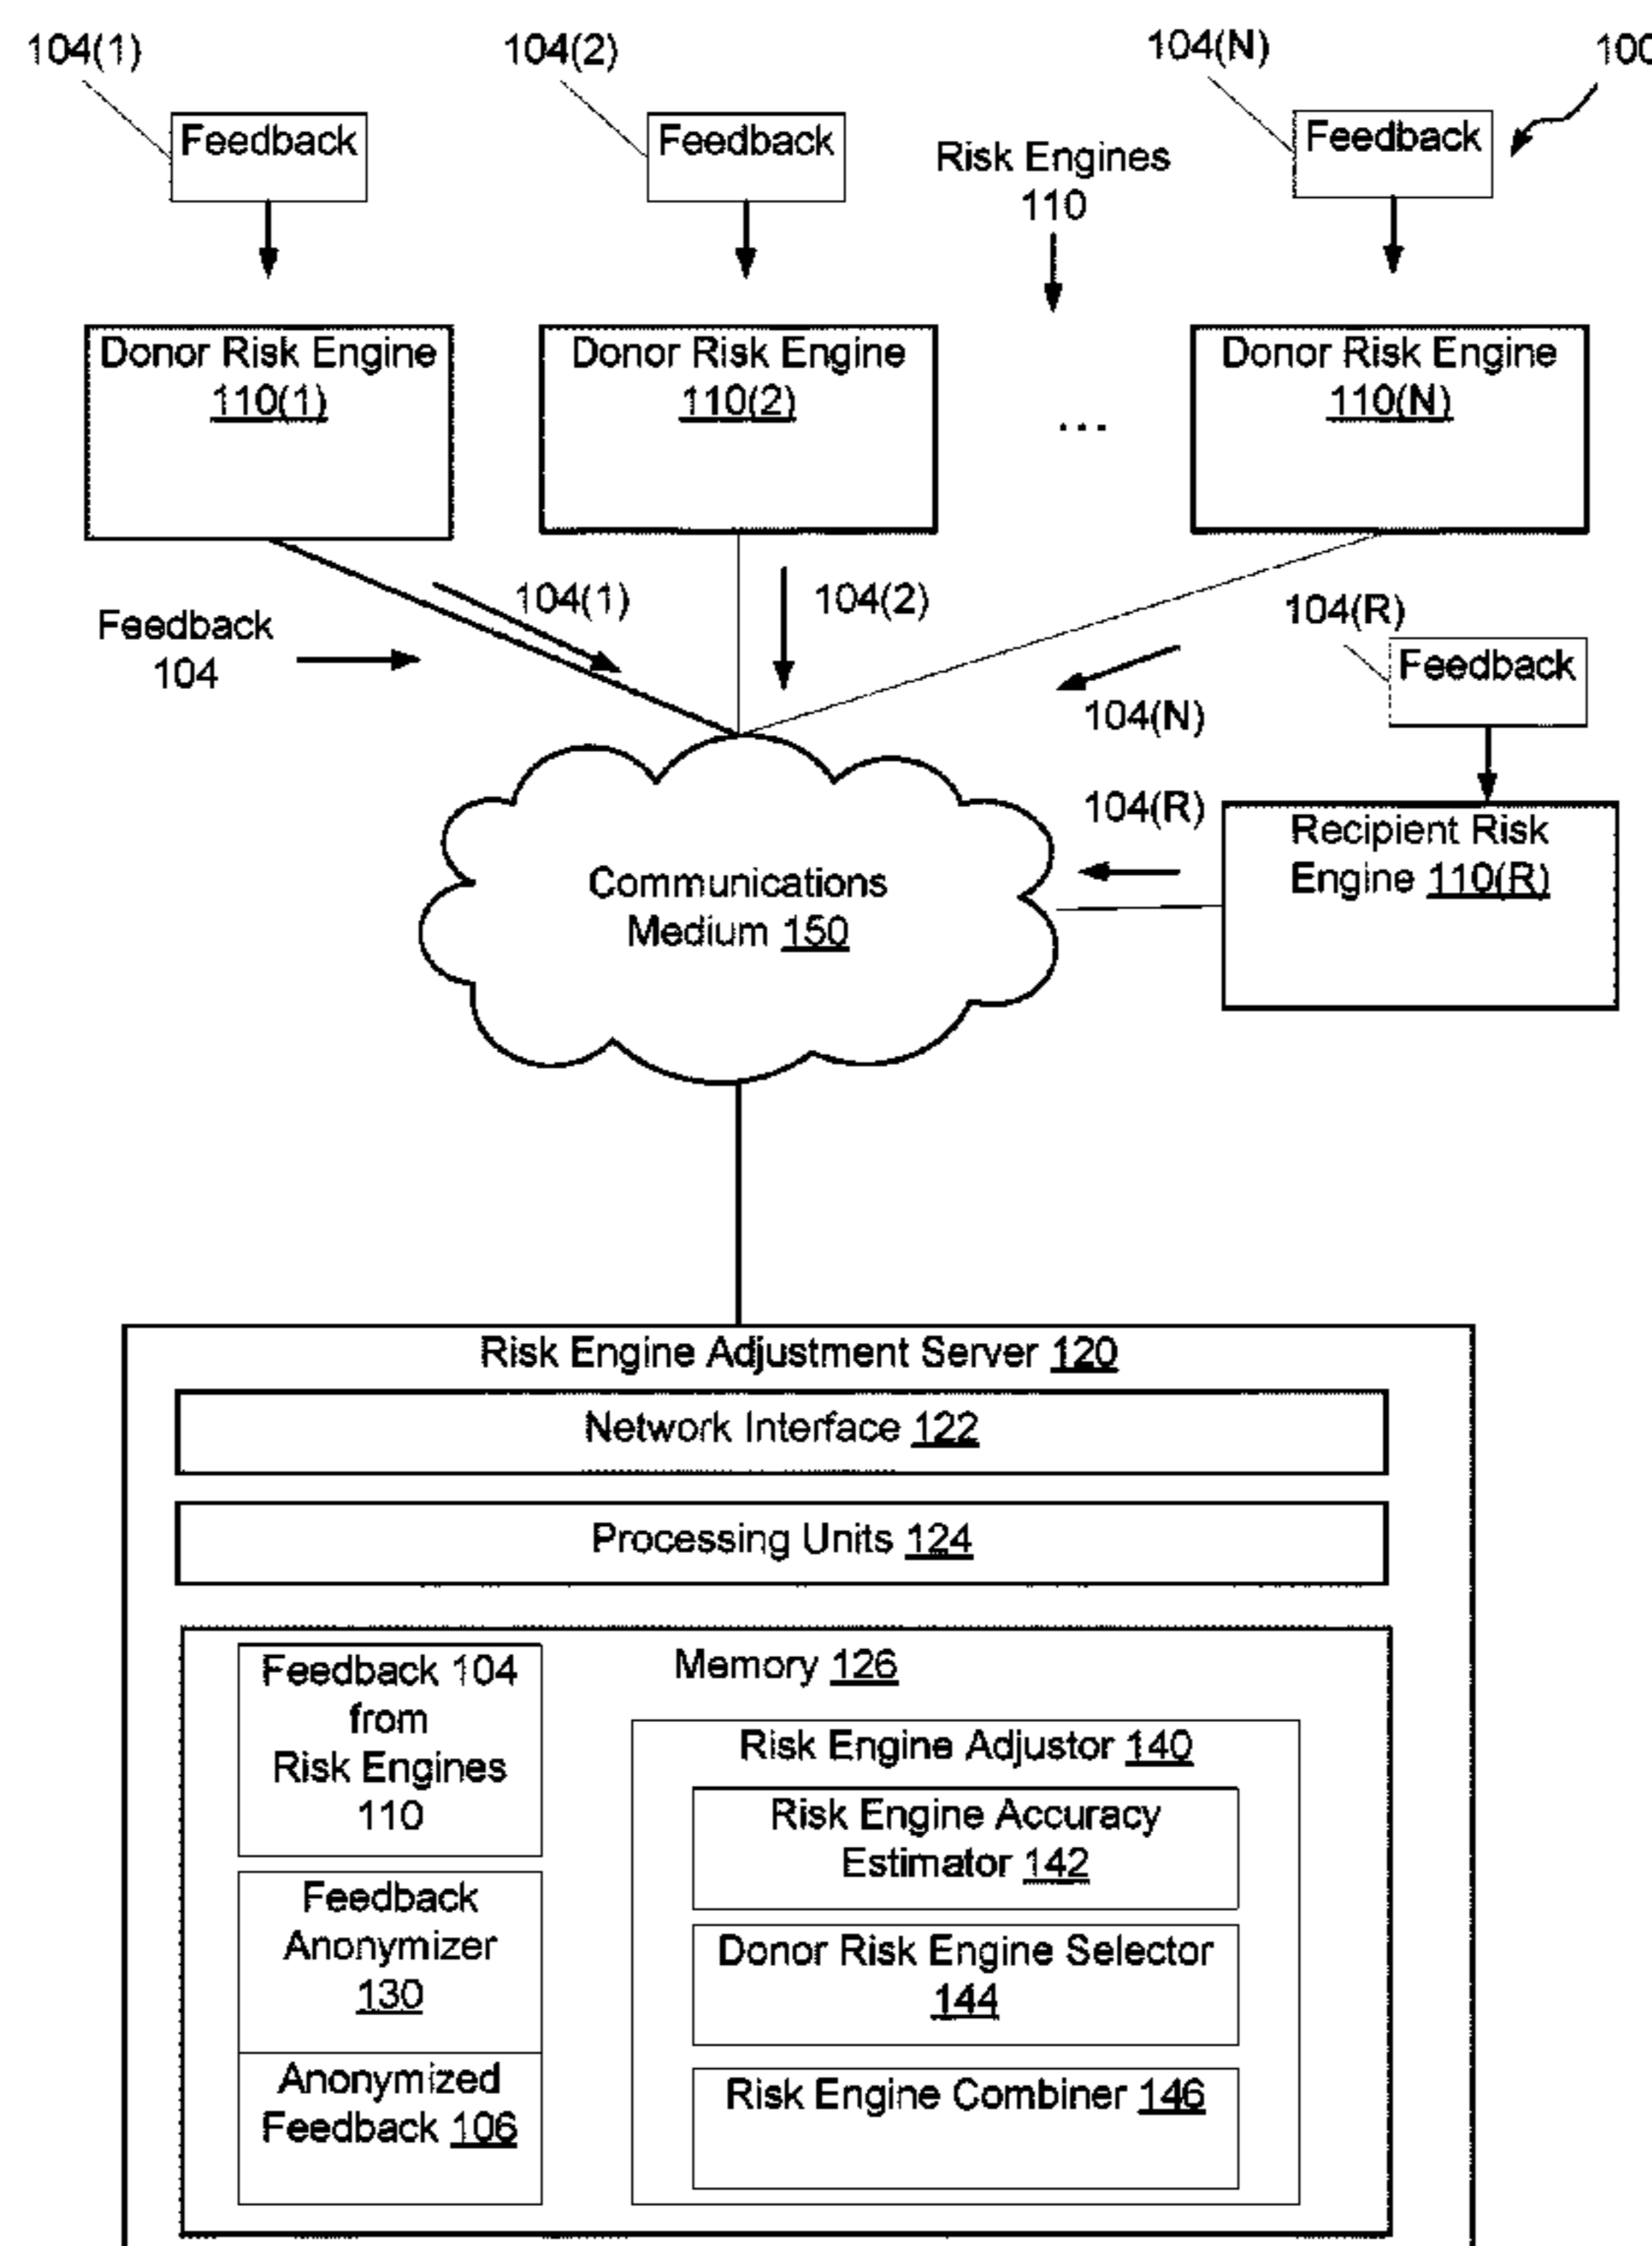 104(1)
104(2)
104(N)
100
Feedback
Feedback
Feedback
Risk Engines
110
Donor Risk Engine
110(1)
Donor Risk Engine
110(2)
...
Donor Risk Engine
110(N)
Feedback
104
104(1)
104(2)
104(N)
104(R)
Feedback
104(R)
Recipient Risk
Engine 110(R)
Communications
Medium 150
Risk Engine Adjustment Server 120
Network Interface 122
Processing Units 124
Memory 126
Feedback 104
from
Risk Engines
110
Feedback
Anonymizer
130
Anonymized
Feedback 106
Risk Engine Adjustor 140
Risk Engine Accuracy
Estimator 142
Donor Risk Engine Selector
144
Risk Engine Combiner 146